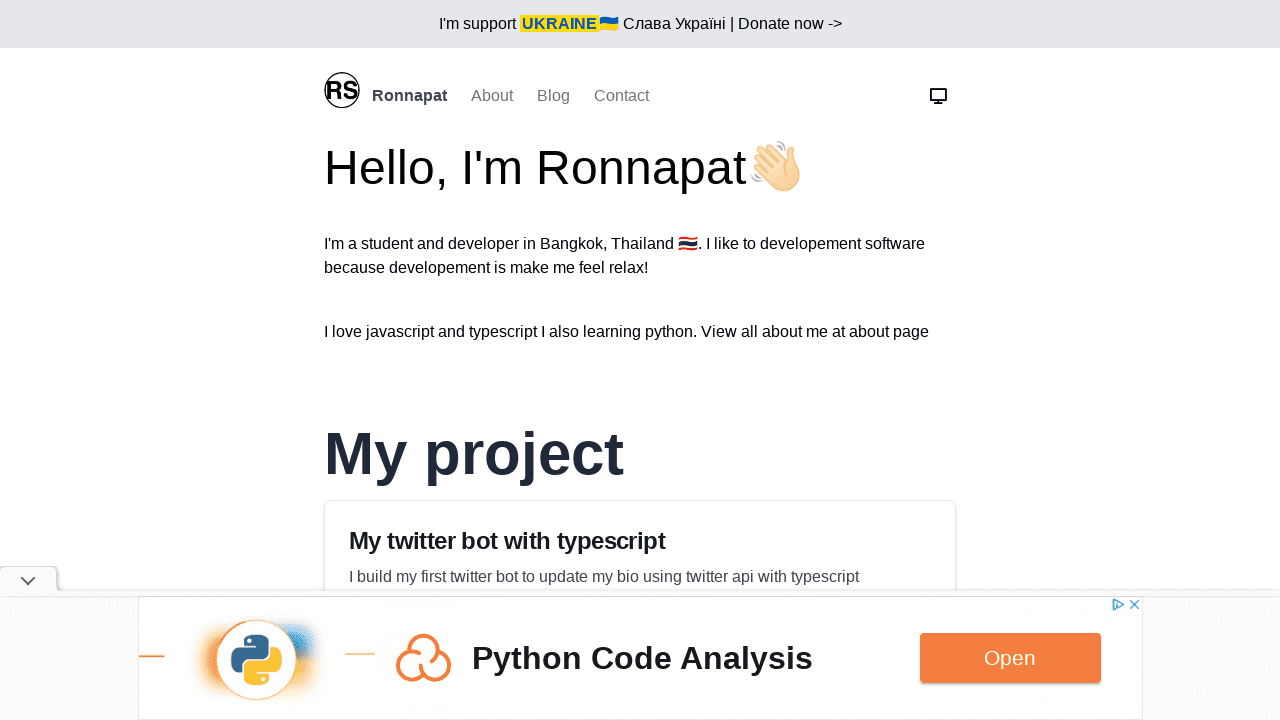 I'm support UKRAINE🇺🇦 Слава Україні | Donate now ->
RS
Ronnapat About Blog Contact
Hello, I'm Ronnapat👋🏻
I'm a student and developer in Bangkok, Thailand 🇹🇭. I like to developement software
because developement is make me feel relax!
I love javascript and typescript I also learning python. View all about me at about page
My project
My twitter bot with typescript
I build my first twitter bot to update my bio using twitter api with typescript
Python Code Analysis
Open